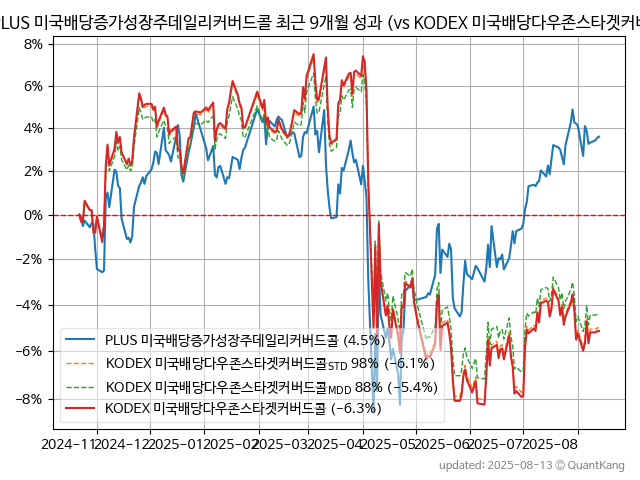 PLUS 미국배당증가성장주데일리커버드콜 최근 9개월 성과 (vs KODEX 미국배당다우존스타겟커버
8%
6%
4%
2%
0%
−2%
−4%
−6%
−8%
PLUS 미국배당증가성장주데일리커버드콜 (4.5%)
KODEX 미국배당다우존스타겟커버드콜STD 98% (−6.1%)
KODEX 미국배당다우존스타겟커버드콜MDD 88% (−5.4%)
KODEX 미국배당다우존스타겟커버드콜 (−6.3%)
2024-11 2024-12 2025-01 2025-02 2025-03 2025-04 2025-05 2025-06 2025-07 2025-08
updated: 2025-08-13 © QuantKang